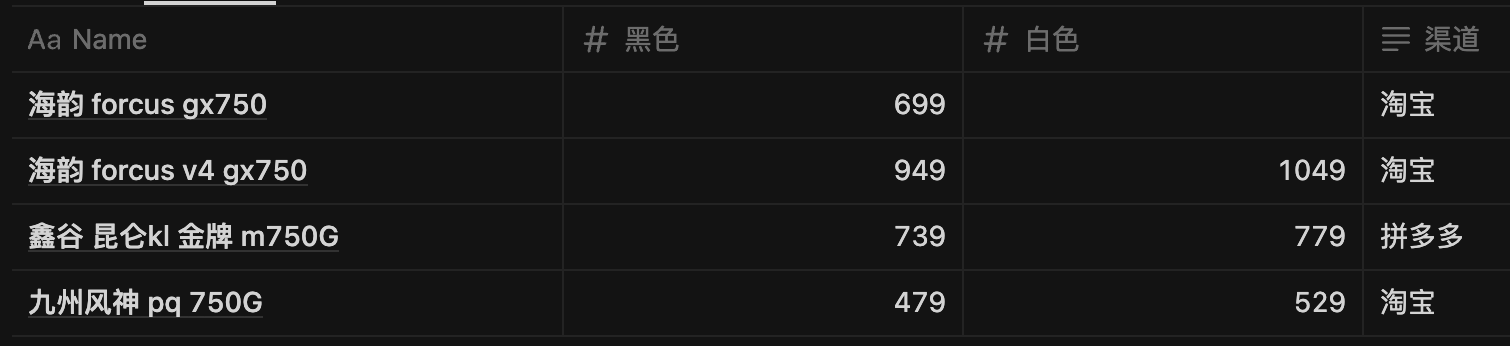 Aa Name # 黑色 # 白色 渠道
海韵 forcus gx750 699 淘宝
海韵 forcus v4 gx750 949 1049 淘宝
鑫谷 昆仑kl 金牌 m750G 739 779 拼多多
九州风神 pq 750G 479 529 淘宝